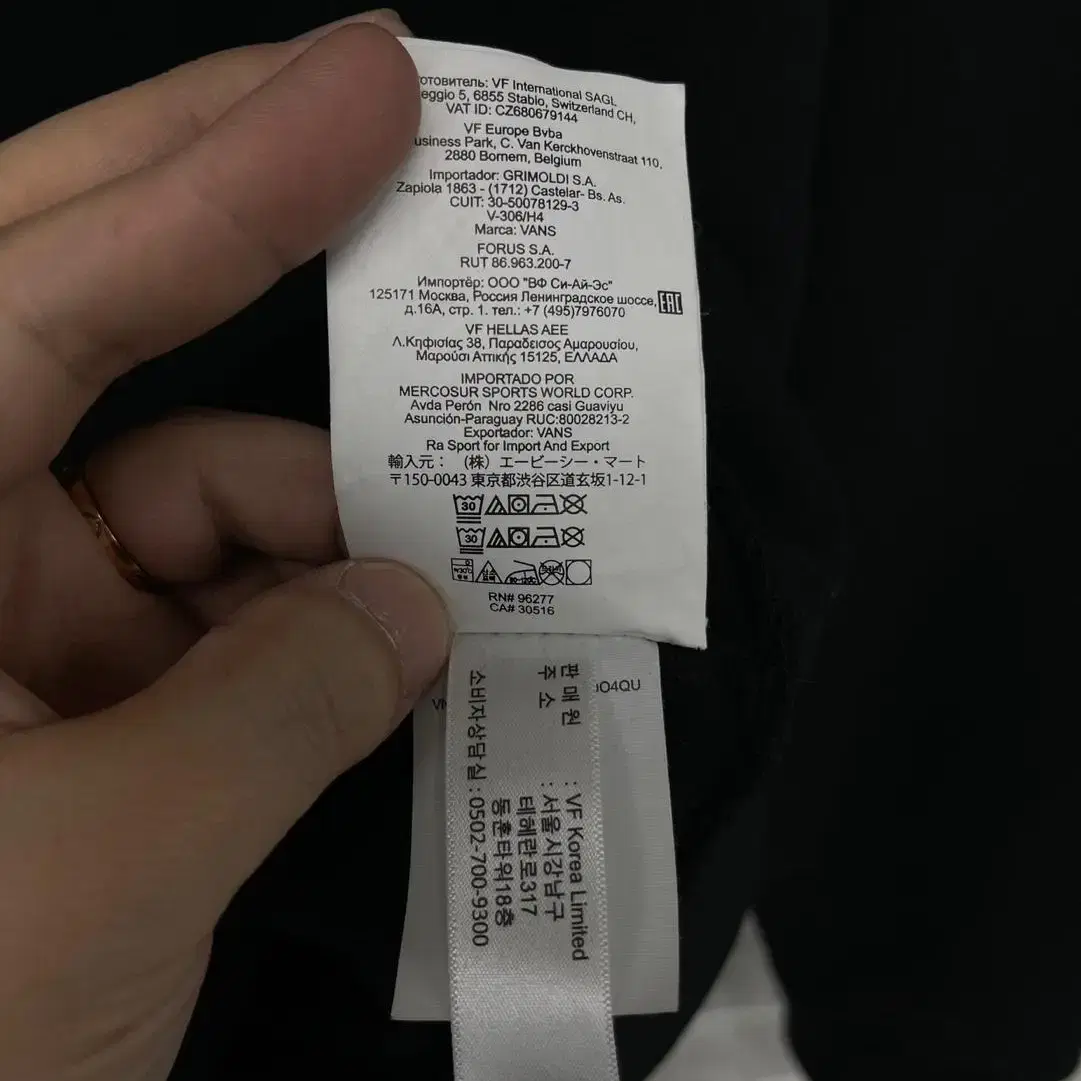 отовитель: VF International SAGL
eggio 5, 6855 Stabio, Switzerland CH,
VAT ID: CZ680679144
VF Europe Bvba
usiness Park, C. Van Kerckhovenstraat 110,
2880 Bornem, Belgium
Importador: GRIMOLDI S.A.
Zapiola 1863 - (1712) Castelar- Bs. As.
CUIT: 30-50078129-3
V-306/H4
Marca: VANS
FORUS S.A.
RUT 86.963.200-7
Импортёр: ООО "ВФ Си-Ай-Эс"
125171 Москва, Россия Ленинградское шоссе,
д.16А, стр. 1. тел.: +7 (495)7976070
EAC
VF HELLAS AEE
Λ.Κηφισίας 38, Παράδεισος Αμαρουσίου,
Μαρούσι Αττικής 15125, ΕΛΛΑΔΑ
IMPORTADO POR
MERCOSUR SPORTS WORLD CORP.
Avda Perón Nro 2286 casi Guaviyu
Asunción-Paraguay RUC:80028213-2
Exportador: VANS
Ra Sport for Import And Export
輸入元：（株）エービーシー・マート
〒150-0043 東京都渋谷区道玄坂1-12-1
30
30
RN# 96277
CA# 30516
O4QU
VN
판매원 : VF Korea Limited
주소 : 서울시강남구
테헤란로317
동훈타워18층
소비자상담실 : 0502-700-9300